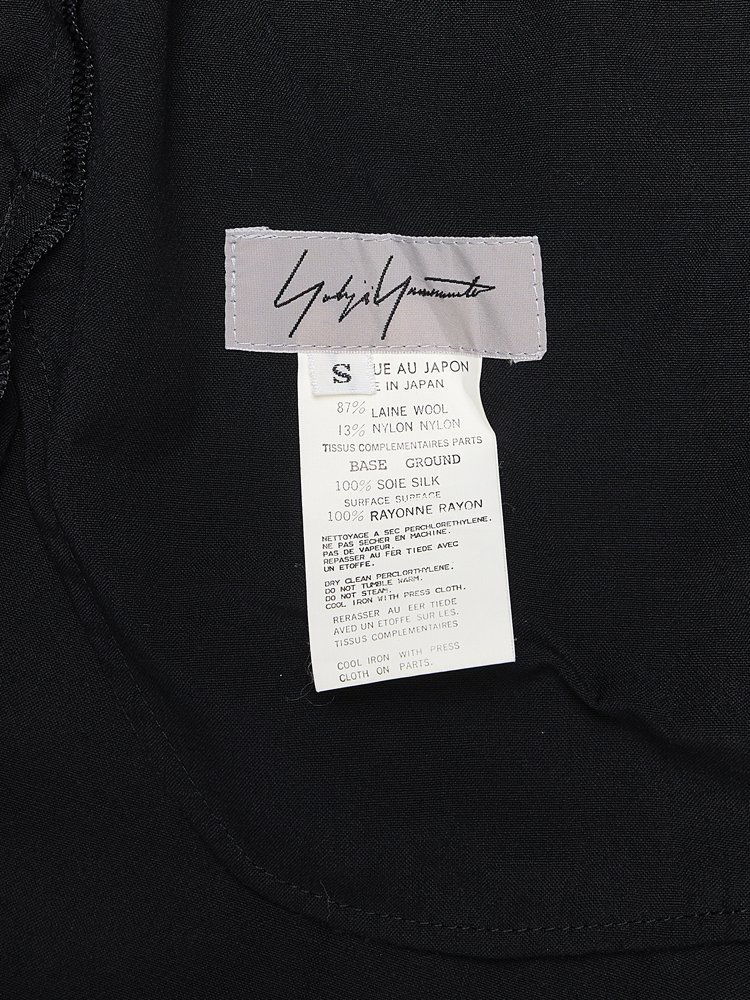 Yohji Yamamoto
S
UE AU JAPON
E IN JAPAN
87% LAINE WOOL
13% NYLON NYLON
TISSUS COMPLEMENTAIRES PARTS
BASE GROUND
100% SOIE SILK
SURFACE SURFACE
100% RAYONNE RAYON
NETTOYAGE A SEC PERCHLORETHYLENE.
NE PAS SECHER EN MACHINE.
PAS DE VAPEUR.
REPASSER AU FER TIEDE AVEC
UN ETOFFE.
DRY CLEAN PERCLORTHYLENE.
DO NOT TUMBLE WARM.
DO NOT STEAM.
COOL IRON WITH PRESS CLOTH.
RERASSER AU EER TIEDE
AVED UN ETOFFE SUR LES.
TISSUS COMPLEMENTAIRES
COOL IRON WITH PRESS
CLOTH ON PARTS.